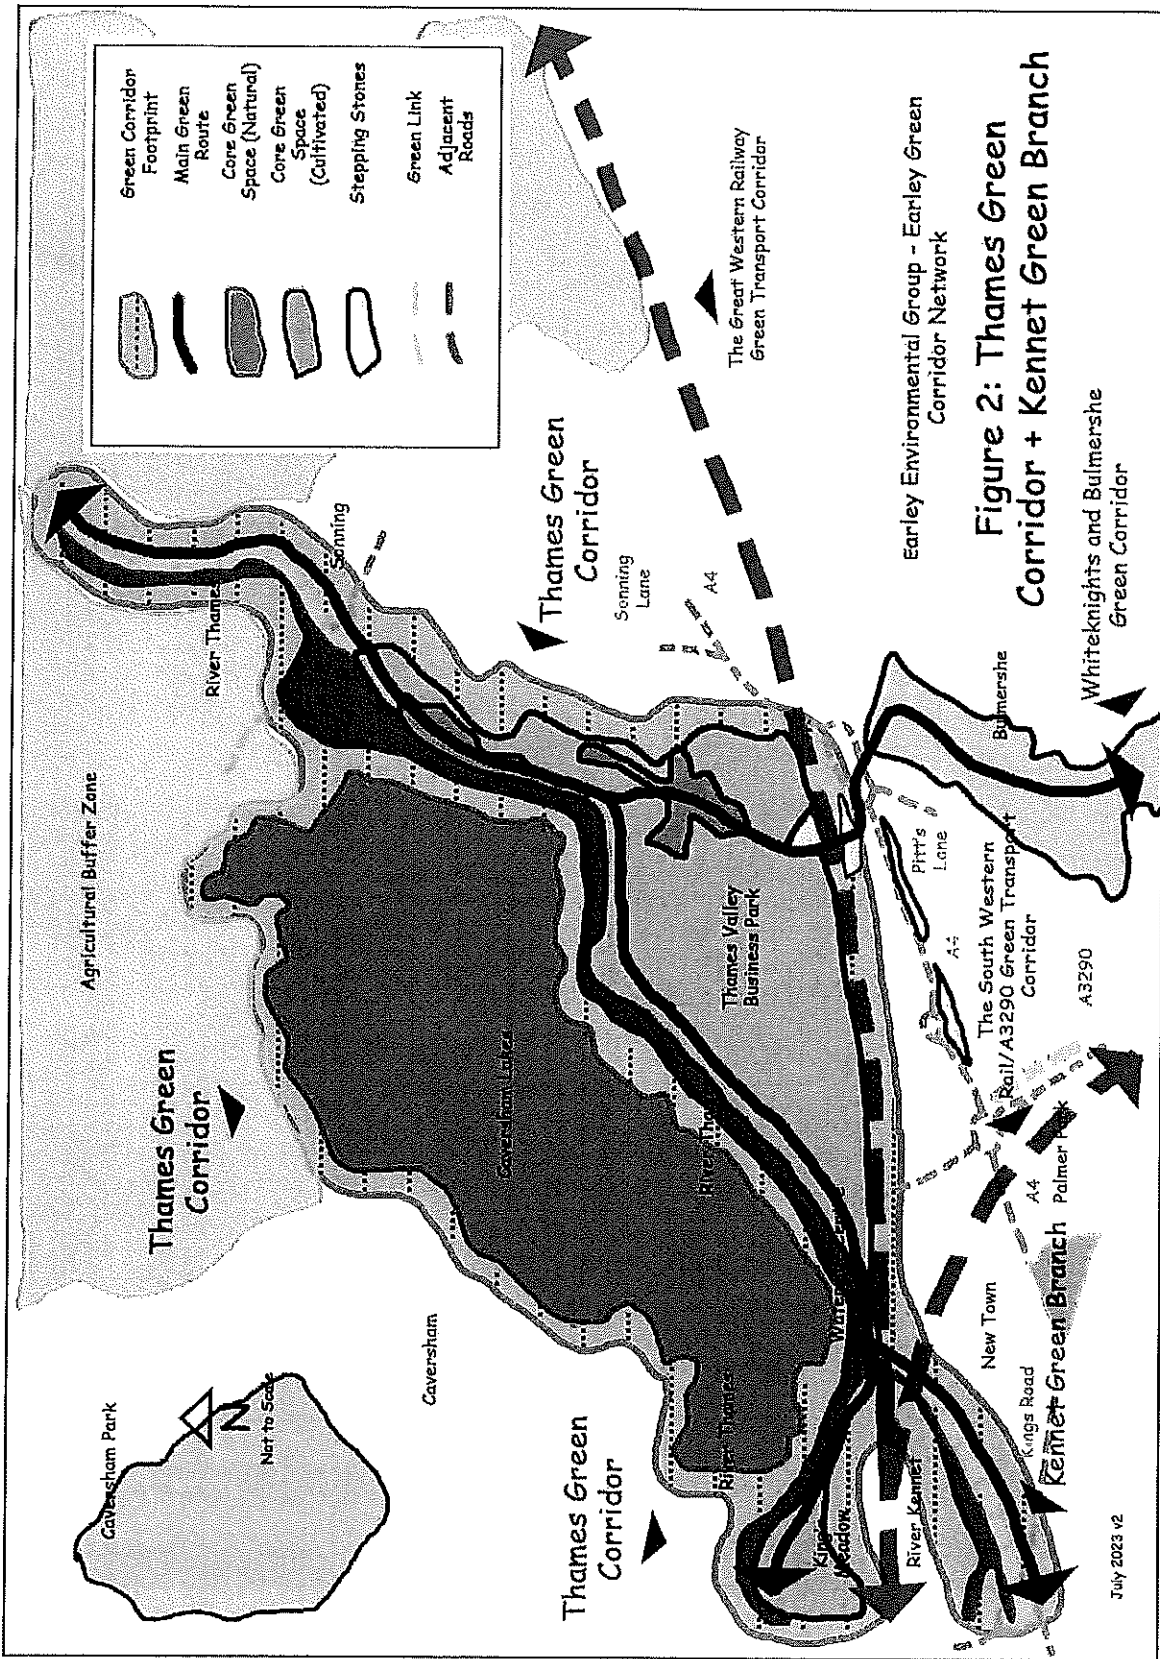 Caversham Park
N
Not to Scale
Caversham
Thames Green
Corridor
Agricultural Buffer Zone
River Thames
Sonning
Green Corridor
Footprint
Main Green
Route
Core Green
Space (Natural)
Core Green
Space
(Cultivated)
Stepping Stones
Green Link
Adjacent
Roads
Thames Green
Corridor
Caversham Lakes
River
River Thames
Thames Valley
Business Park
Thames Green
Corridor
Sonning
Lane
A4
The Great Western Railway
Green Transport Corridor
Meadow
River Kennet
New Town
Kings Road
Kennet Green Branch
A4
Palmer Park
The South Western
Rail/A3290 Green Transport
Corridor
A3290
A4
Pitt's
Lane
Bulmershe
Earley Environmental Group - Earley Green
Corridor Network
Figure 2: Thames Green
Corridor + Kennet Green Branch
Whiteknights and Bulmershe
Green Corridor
July 2023 v2